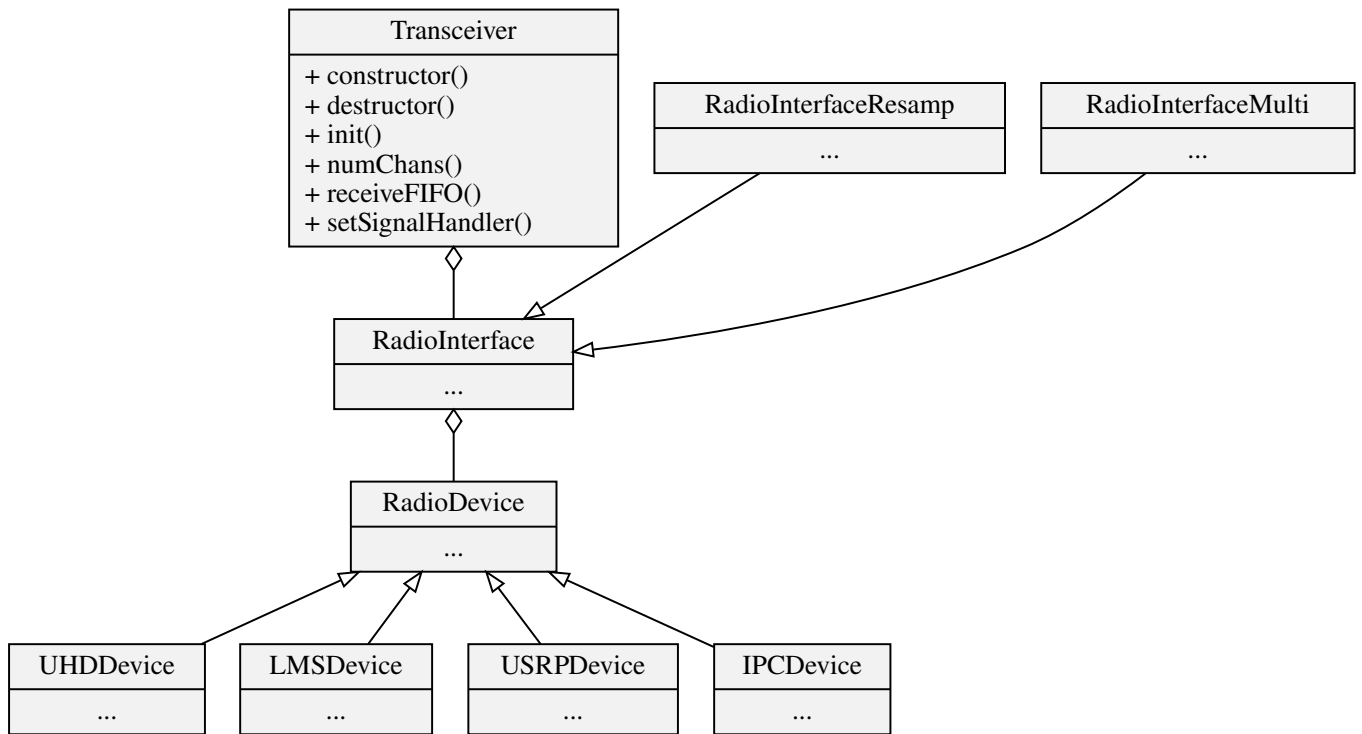 Transceiver
+ constructor()
+ destructor()
+ init()
+ numChans()
+ receiveFIFO()
+ setSignalHandler()
RadioInterfaceResamp
...
RadioInterfaceMulti
...
RadioInterface
...
RadioDevice
...
UHDDevice
...
LMSDevice
...
USRPDevice
...
IPCDevice
...